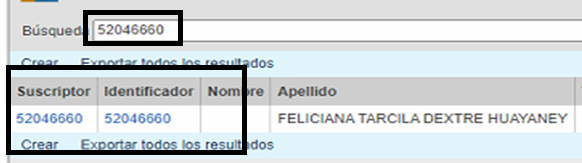 Búsqueda 52046660
Crear Exportar todos los resultados
Suscriptor Identificador Nombre Apellido
52046660 52046660 FELICIANA TARCILA DEXTRE HUAYANEY
Crear Exportar todos los resultados